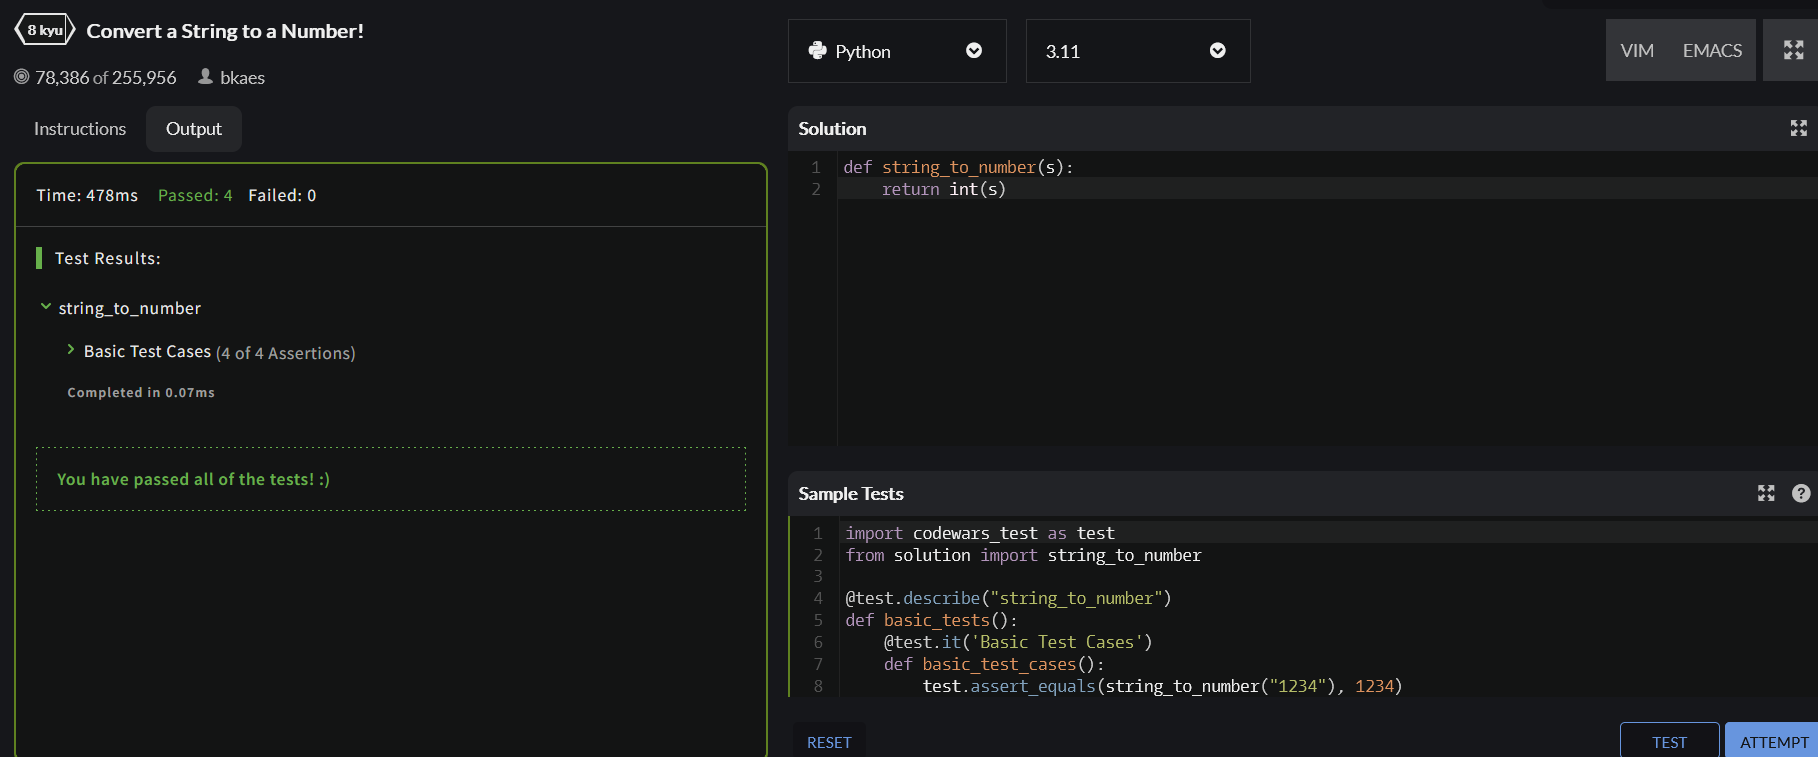 8 kyu Convert a String to a Number!
78,386 of 255,956 bkaes
Instructions Output
Time: 478ms Passed: 4 Failed: 0
Test Results:
string_to_number
Basic Test Cases (4 of 4 Assertions)
Completed in 0.07ms
You have passed all of the tests! :)
Python 3.11 VIM EMACS
Solution
1 def string_to_number(s):
2     return int(s)
Sample Tests ?
1 import codewars_test as test
2 from solution import string_to_number
3
4 @test.describe("string_to_number")
5 def basic_tests():
6     @test.it('Basic Test Cases')
7     def basic_test_cases():
8         test.assert_equals(string_to_number("1234"), 1234)
RESET TEST ATTEMPT